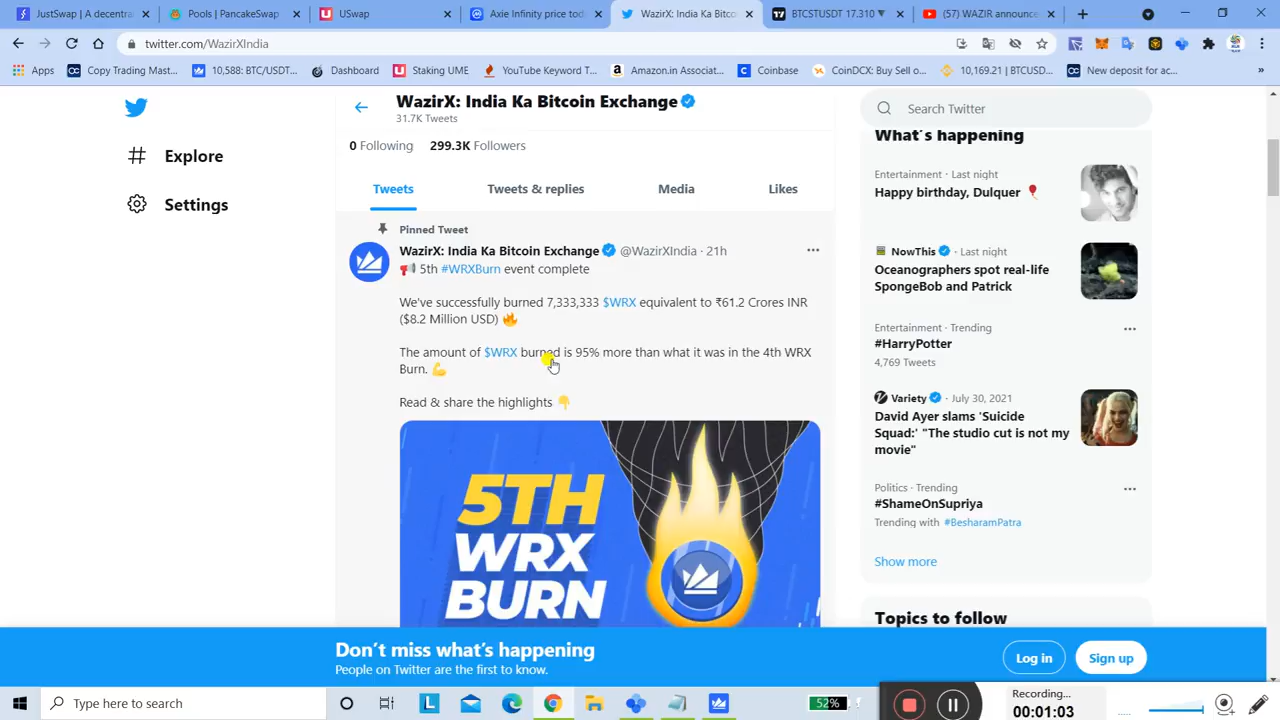 JustSwap | A decentra
Pools | PancakeSwap
USwap
Axie Infinity price toda
WazirX: India Ka Bitco
BTCSTUSDT 17.310
(57) WAZIR announce
twitter.com/WazirXIndia
Apps
Copy Trading Mast...
10,588: BTC/USDT...
Dashboard
Staking UME
YouTube Keyword T...
Amazon.in Associat...
Coinbase
CoinDCX: Buy Sell o...
10,169.21 | BTCUSD...
New deposit for ac...
WazirX: India Ka Bitcoin Exchange
31.7K Tweets
0 Following 299.3K Followers
Tweets Tweets & replies Media Likes
Explore
Settings
Pinned Tweet
WazirX: India Ka Bitcoin Exchange @WazirXIndia · 21h
📢 5th #WRXBurn event complete
We've successfully burned 7,333,333 $WRX equivalent to ₹61.2 Crores INR
($8.2 Million USD) 🔥
The amount of $WRX burned is 95% more than what it was in the 4th WRX
Burn. 💪
Read & share the highlights 👇
5TH
WRX
BURN
Search Twitter
What's happening
Entertainment · Last night
Happy birthday, Dulquer 🎈
NowThis · Last night
Oceanographers spot real-life
SpongeBob and Patrick
Entertainment · Trending
#HarryPotter
4,769 Tweets
Variety · July 30, 2021
David Ayer slams 'Suicide
Squad:' "The studio cut is not my
movie"
Politics · Trending
#ShameOnSupriya
Trending with #BesharamPatra
Show more
Topics to follow
Don't miss what's happening
People on Twitter are the first to know.
Log in
Sign up
Type here to search
52%
Recording...
00:01:03